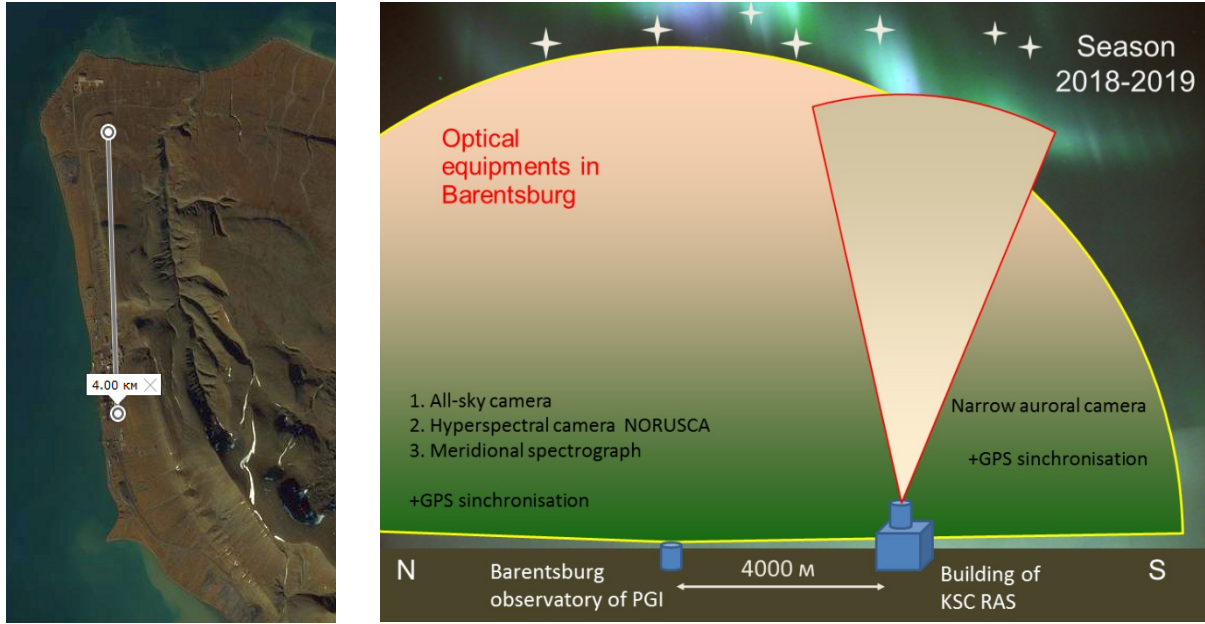 4.00 км
Season
2018-2019
Optical
equipments in
Barentsburg
1. All-sky camera
2. Hyperspectral camera NORUSCA
3. Meridional spectrograph
+GPS sinchronisation
Narrow auroral camera
+GPS sinchronisation
N
Barentsburg
observatory of PGI
4000 м
Building of
KSC RAS
S